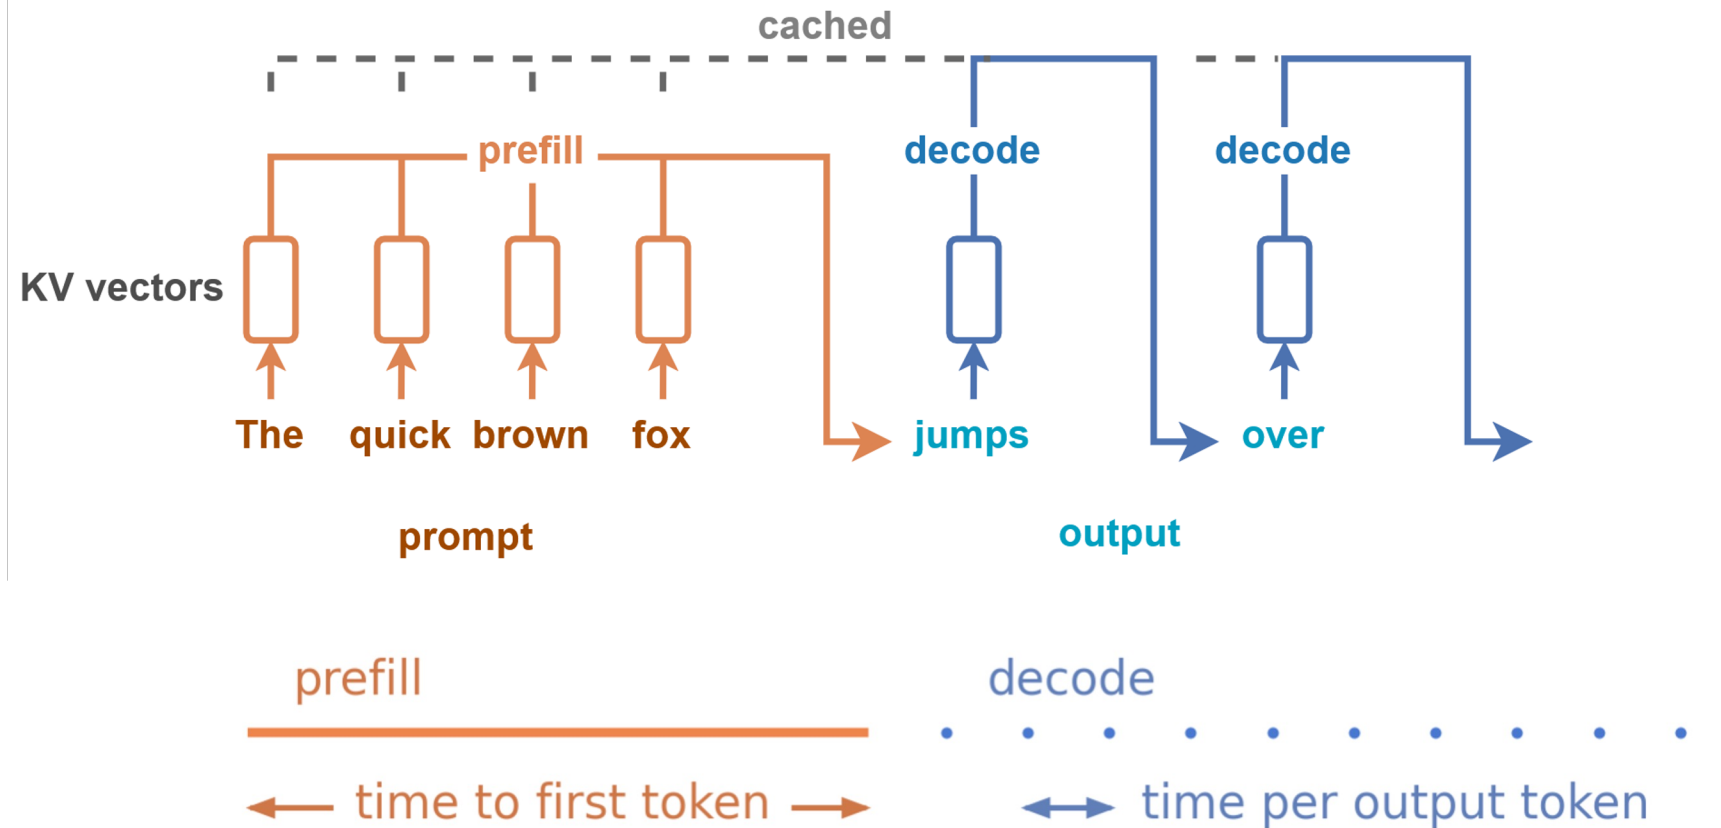 cached
prefill decode decode
KV vectors
The quick brown fox jumps over
prompt output
prefill decode
time to first token time per output token